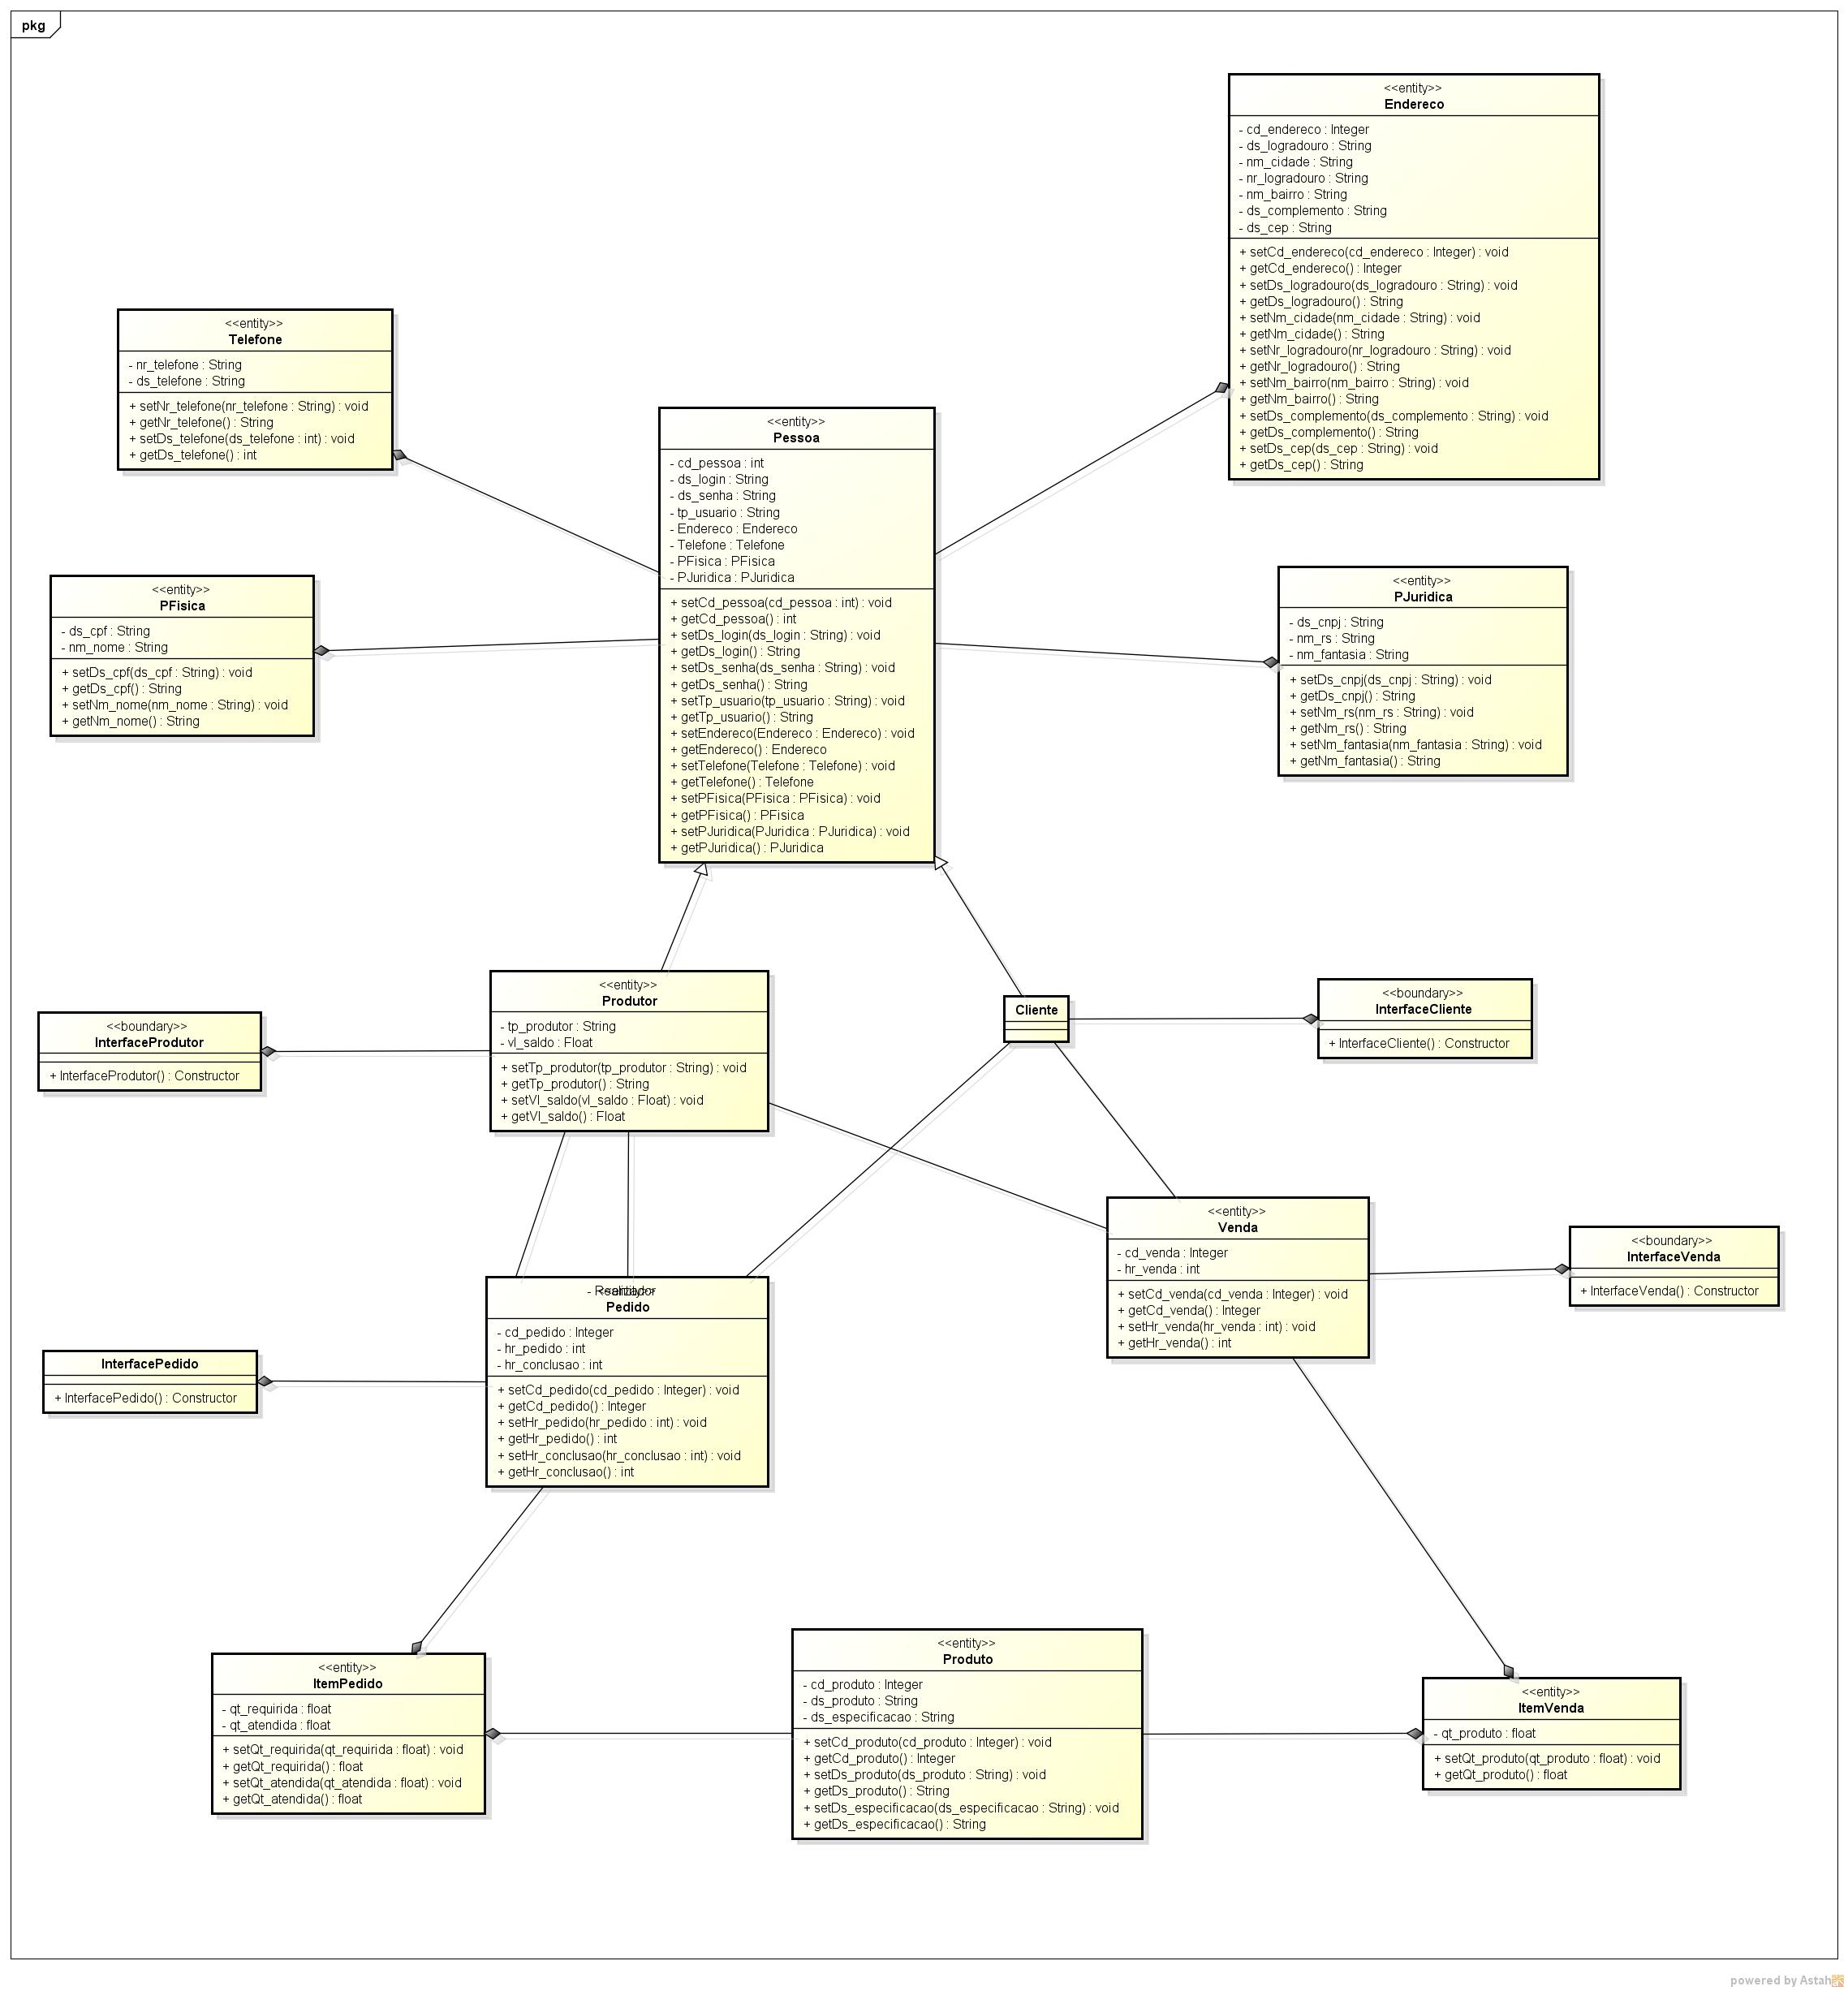 pkg
<<entity>>
Endereco
- cd_endereco : Integer
- ds_logradouro : String
- nm_cidade : String
- nr_logradouro : String
- nm_bairro : String
- ds_complemento : String
- ds_cep : String
+ setCd_endereco(cd_endereco : Integer) : void
+ getCd_endereco() : Integer
+ setDs_logradouro(ds_logradouro : String) : void
+ getDs_logradouro() : String
+ setNm_cidade(nm_cidade : String) : void
+ getNm_cidade() : String
+ setNr_logradouro(nr_logradouro : String) : void
+ getNr_logradouro() : String
+ setNm_bairro(nm_bairro : String) : void
+ getNm_bairro() : String
+ setDs_complemento(ds_complemento : String) : void
+ getDs_complemento() : String
+ setDs_cep(ds_cep : String) : void
+ getDs_cep() : String
<<entity>>
Telefone
- nr_telefone : String
- ds_telefone : String
+ setNr_telefone(nr_telefone : String) : void
+ getNr_telefone() : String
+ setDs_telefone(ds_telefone : int) : void
+ getDs_telefone() : int
<<entity>>
Pessoa
- cd_pessoa : int
- ds_login : String
- ds_senha : String
- tp_usuario : String
- Endereco : Endereco
- Telefone : Telefone
- PFisica : PFisica
- PJuridica : PJuridica
+ setCd_pessoa(cd_pessoa : int) : void
+ getCd_pessoa() : int
+ setDs_login(ds_login : String) : void
+ getDs_login() : String
+ setDs_senha(ds_senha : String) : void
+ getDs_senha() : String
+ setTp_usuario(tp_usuario : String) : void
+ getTp_usuario() : String
+ setEndereco(Endereco : Endereco) : void
+ getEndereco() : Endereco
+ setTelefone(Telefone : Telefone) : void
+ getTelefone() : Telefone
+ setPFisica(PFisica : PFisica) : void
+ getPFisica() : PFisica
+ setPJuridica(PJuridica : PJuridica) : void
+ getPJuridica() : PJuridica
<<entity>>
PFisica
- ds_cpf : String
- nm_nome : String
+ setDs_cpf(ds_cpf : String) : void
+ getDs_cpf() : String
+ setNm_nome(nm_nome : String) : void
+ getNm_nome() : String
<<entity>>
PJuridica
- ds_cnpj : String
- nm_rs : String
- nm_fantasia : String
+ setDs_cnpj(ds_cnpj : String) : void
+ getDs_cnpj() : String
+ setNm_rs(nm_rs : String) : void
+ getNm_rs() : String
+ setNm_fantasia(nm_fantasia : String) : void
+ getNm_fantasia() : String
<<entity>>
Produtor
- tp_produtor : String
- vl_saldo : Float
+ setTp_produtor(tp_produtor : String) : void
+ getTp_produtor() : String
+ setVl_saldo(vl_saldo : Float) : void
+ getVl_saldo() : Float
<<boundary>>
InterfaceProdutor
+ InterfaceProdutor() : Constructor
Cliente
<<boundary>>
InterfaceCliente
+ InterfaceCliente() : Constructor
<<entity>>
Venda
- cd_venda : Integer
- hr_venda : int
+ setCd_venda(cd_venda : Integer) : void
+ getCd_venda() : Integer
+ setHr_venda(hr_venda : int) : void
+ getHr_venda() : int
<<boundary>>
InterfaceVenda
+ InterfaceVenda() : Constructor
<<entity>>
Pedido
- cd_pedido : Integer
- hr_pedido : int
- hr_conclusao : int
+ setCd_pedido(cd_pedido : Integer) : void
+ getCd_pedido() : Integer
+ setHr_pedido(hr_pedido : int) : void
+ getHr_pedido() : int
+ setHr_conclusao(hr_conclusao : int) : void
+ getHr_conclusao() : int
InterfacePedido
+ InterfacePedido() : Constructor
<<entity>>
ItemPedido
- qt_requirida : float
- qt_atendida : float
+ setQt_requirida(qt_requirida : float) : void
+ getQt_requirida() : float
+ setQt_atendida(qt_atendida : float) : void
+ getQt_atendida() : float
<<entity>>
Produto
- cd_produto : Integer
- ds_produto : String
- ds_especificacao : String
+ setCd_produto(cd_produto : Integer) : void
+ getCd_produto() : Integer
+ setDs_produto(ds_produto : String) : void
+ getDs_produto() : String
+ setDs_especificacao(ds_especificacao : String) : void
+ getDs_especificacao() : String
<<entity>>
ItemVenda
- qt_produto : float
+ setQt_produto(qt_produto : float) : void
+ getQt_produto() : float
powered by Astah